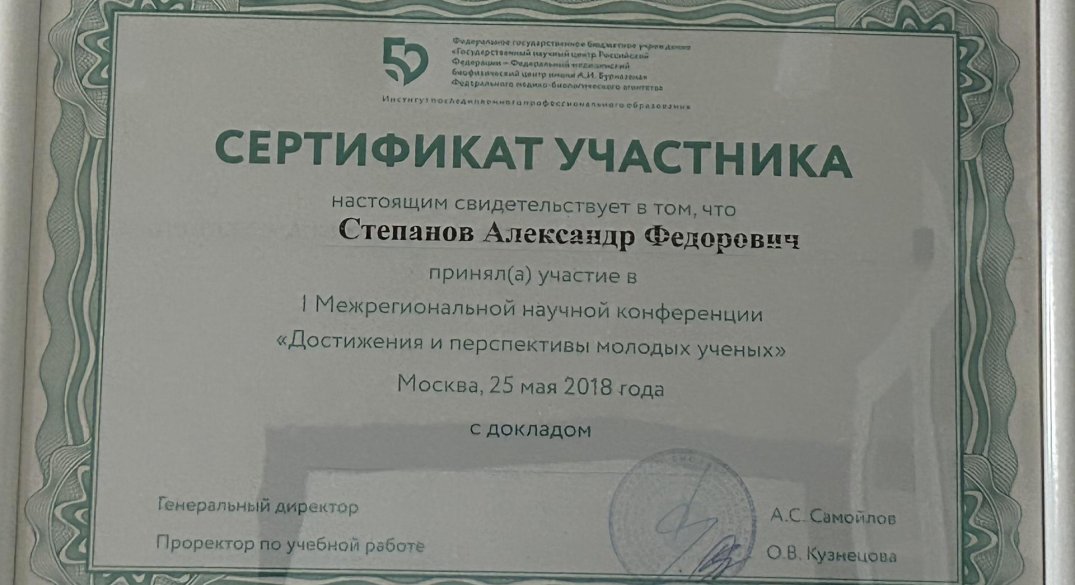 Федеральное государственное бюджетное учреждение
«Государственный научный центр Российской
Федерации – Федеральный медицинский
биофизический центр имени А.И. Бурназяна»
Федерального медико-биологического агентства
Институт последипломного профессионального образования
СЕРТИФИКАТ УЧАСТНИКА
настоящим свидетельствует в том, что
Степанов Александр Федорович
принял(а) участие в
I Межрегиональной научной конференции
«Достижения и перспективы молодых ученых»
Москва, 25 мая 2018 года
с докладом
Генеральный директор
А.С. Самойлов
Проректор по учебной работе
О.В. Кузнецова